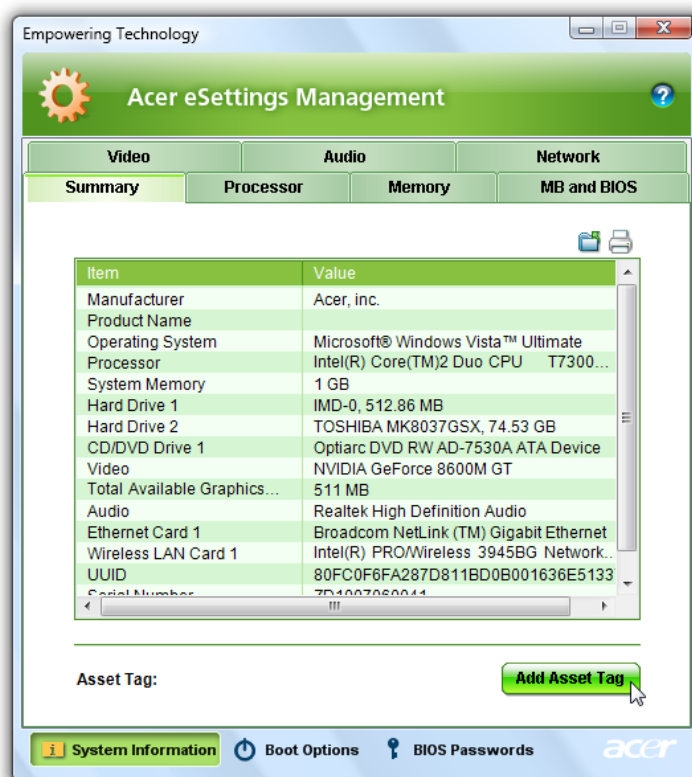 Empowering Technology
Acer eSettings Management
Video Audio Network
Summary Processor Memory MB and BIOS
Item Value
Manufacturer Acer, inc.
Product Name
Operating System Microsoft® Windows Vista™ Ultimate
Processor Intel(R) Core(TM)2 Duo CPU T7300...
System Memory 1 GB
Hard Drive 1 IMD-0, 512.86 MB
Hard Drive 2 TOSHIBA MK8037GSX, 74.53 GB
CD/DVD Drive 1 Optiarc DVD RW AD-7530A ATA Device
Video NVIDIA GeForce 8600M GT
Total Available Graphics... 511 MB
Audio Realtek High Definition Audio
Ethernet Card 1 Broadcom NetLink (TM) Gigabit Ethernet
Wireless LAN Card 1 Intel(R) PRO/Wireless 3945BG Network..
UUID 80FC0F6FA287D811BD0B001636E5133
Serial Number
Asset Tag:
Add Asset Tag
System Information Boot Options BIOS Passwords acer